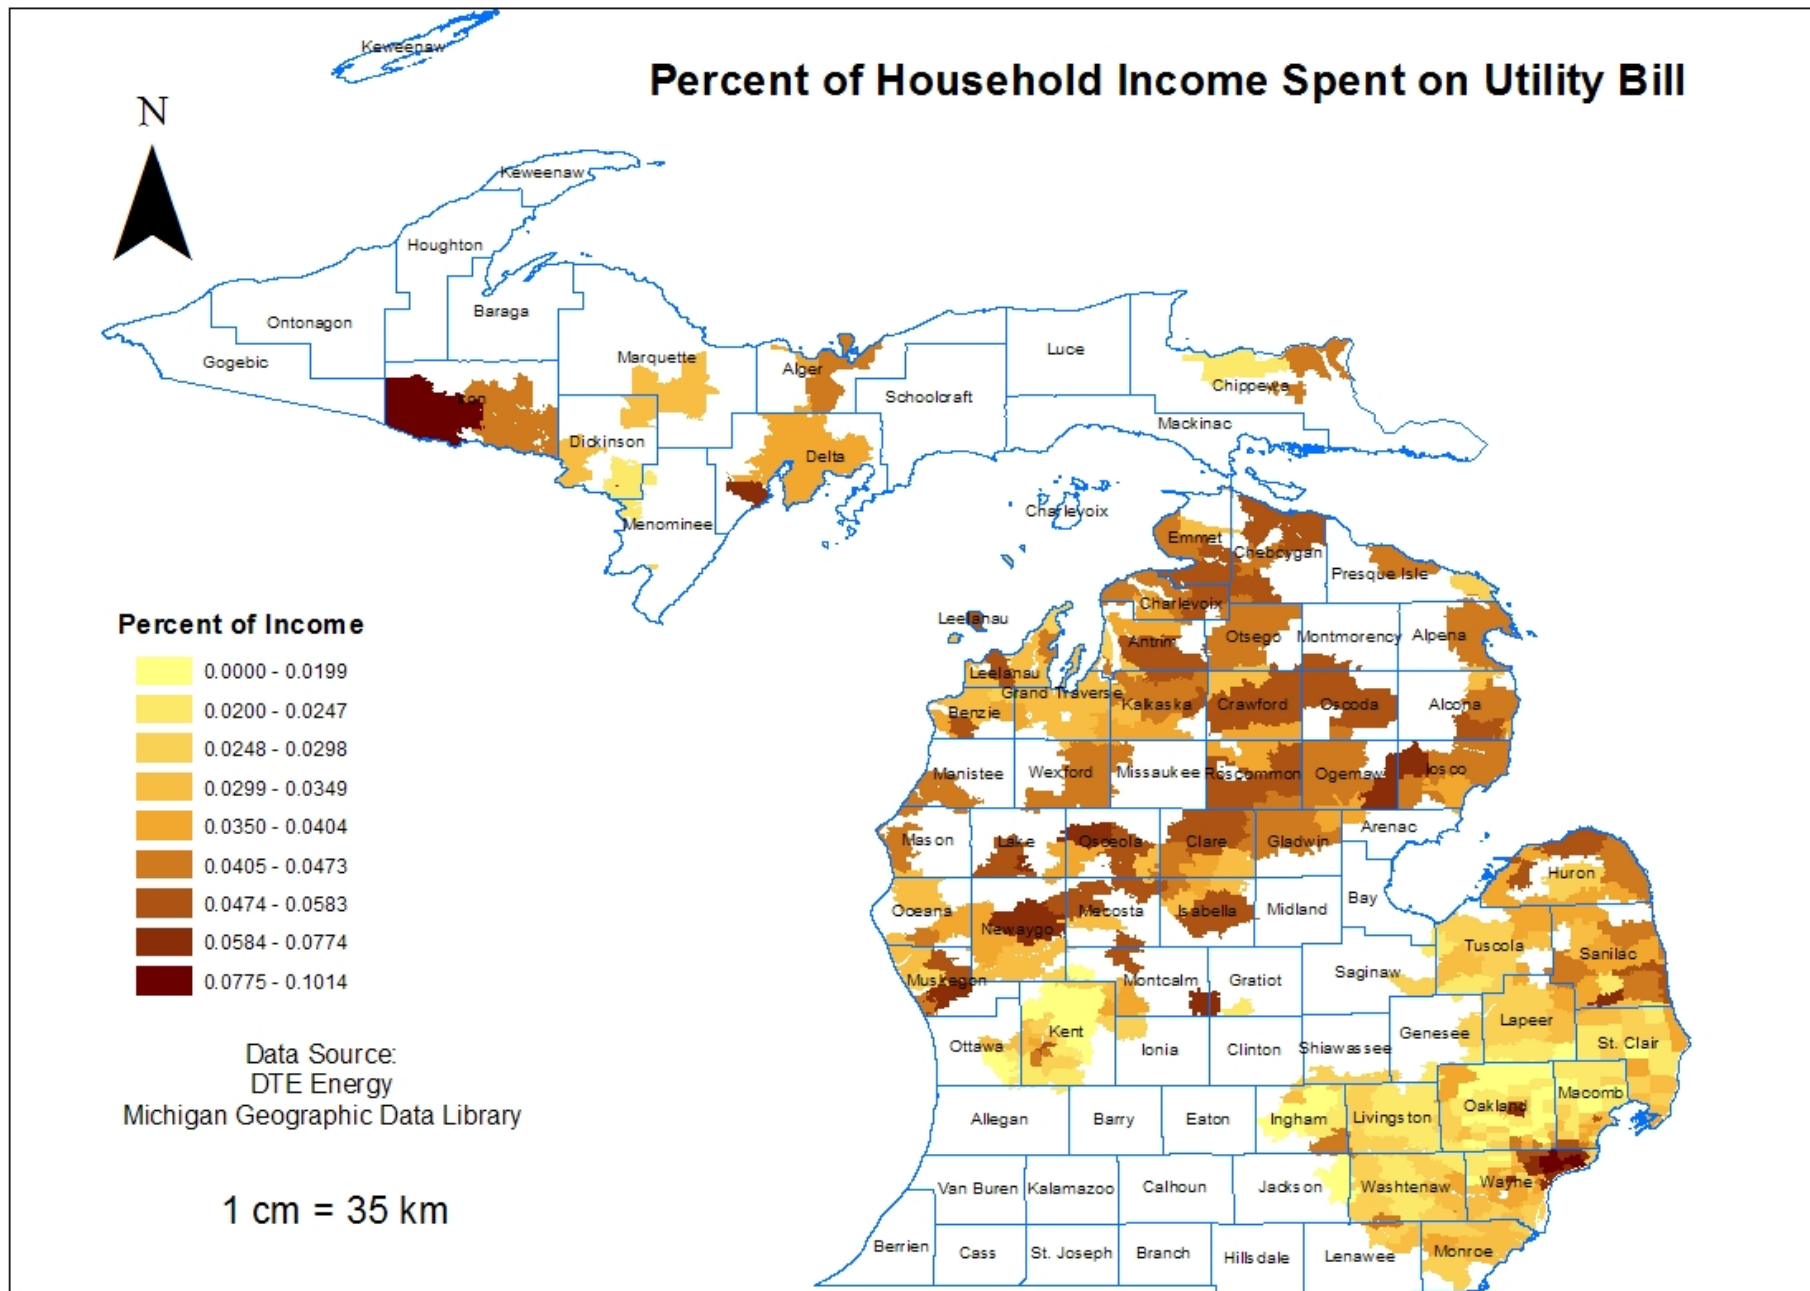 Keweenaw
Percent of Household Income Spent on Utility Bill
N
Keweenaw
Houghton
Baraga
Ontonagon
Gogebic
Marquette
Alger
Luce
Schoolcraft
Chippewa
Mackinac
Iron
Dickinson
Delta
Menominee
Charlevoix
Emmet
Cheboygan
Presque Isle
Charlevoix
Leelanau
Antrim
Otsego
Montmorency
Alpena
Leelanau
Grand Traverse
Benzie
Kalkaska
Crawford
Oscoda
Alcona
Manistee
Wexford
Missaukee
Roscommon
Ogemaw
Iosco
Mason
Lake
Osceola
Clare
Gladwin
Arenac
Huron
Oceana
Newaygo
Mecosta
Isabella
Midland
Bay
Tuscola
Sanilac
Muskegon
Montcalm
Gratiot
Saginaw
Lapeer
Genesee
St. Clair
Kent
Ottawa
Ionia
Clinton
Shiawassee
Macomb
Oakland
Allegan
Barry
Eaton
Ingham
Livingston
Van Buren
Kalamazoo
Calhoun
Jackson
Washtenaw
Wayne
Berrien
Cass
St. Joseph
Branch
Hillsdale
Lenawee
Monroe
Percent of Income
0.0000 - 0.0199
0.0200 - 0.0247
0.0248 - 0.0298
0.0299 - 0.0349
0.0350 - 0.0404
0.0405 - 0.0473
0.0474 - 0.0583
0.0584 - 0.0774
0.0775 - 0.1014
Data Source:
DTE Energy
Michigan Geographic Data Library
1 cm = 35 km